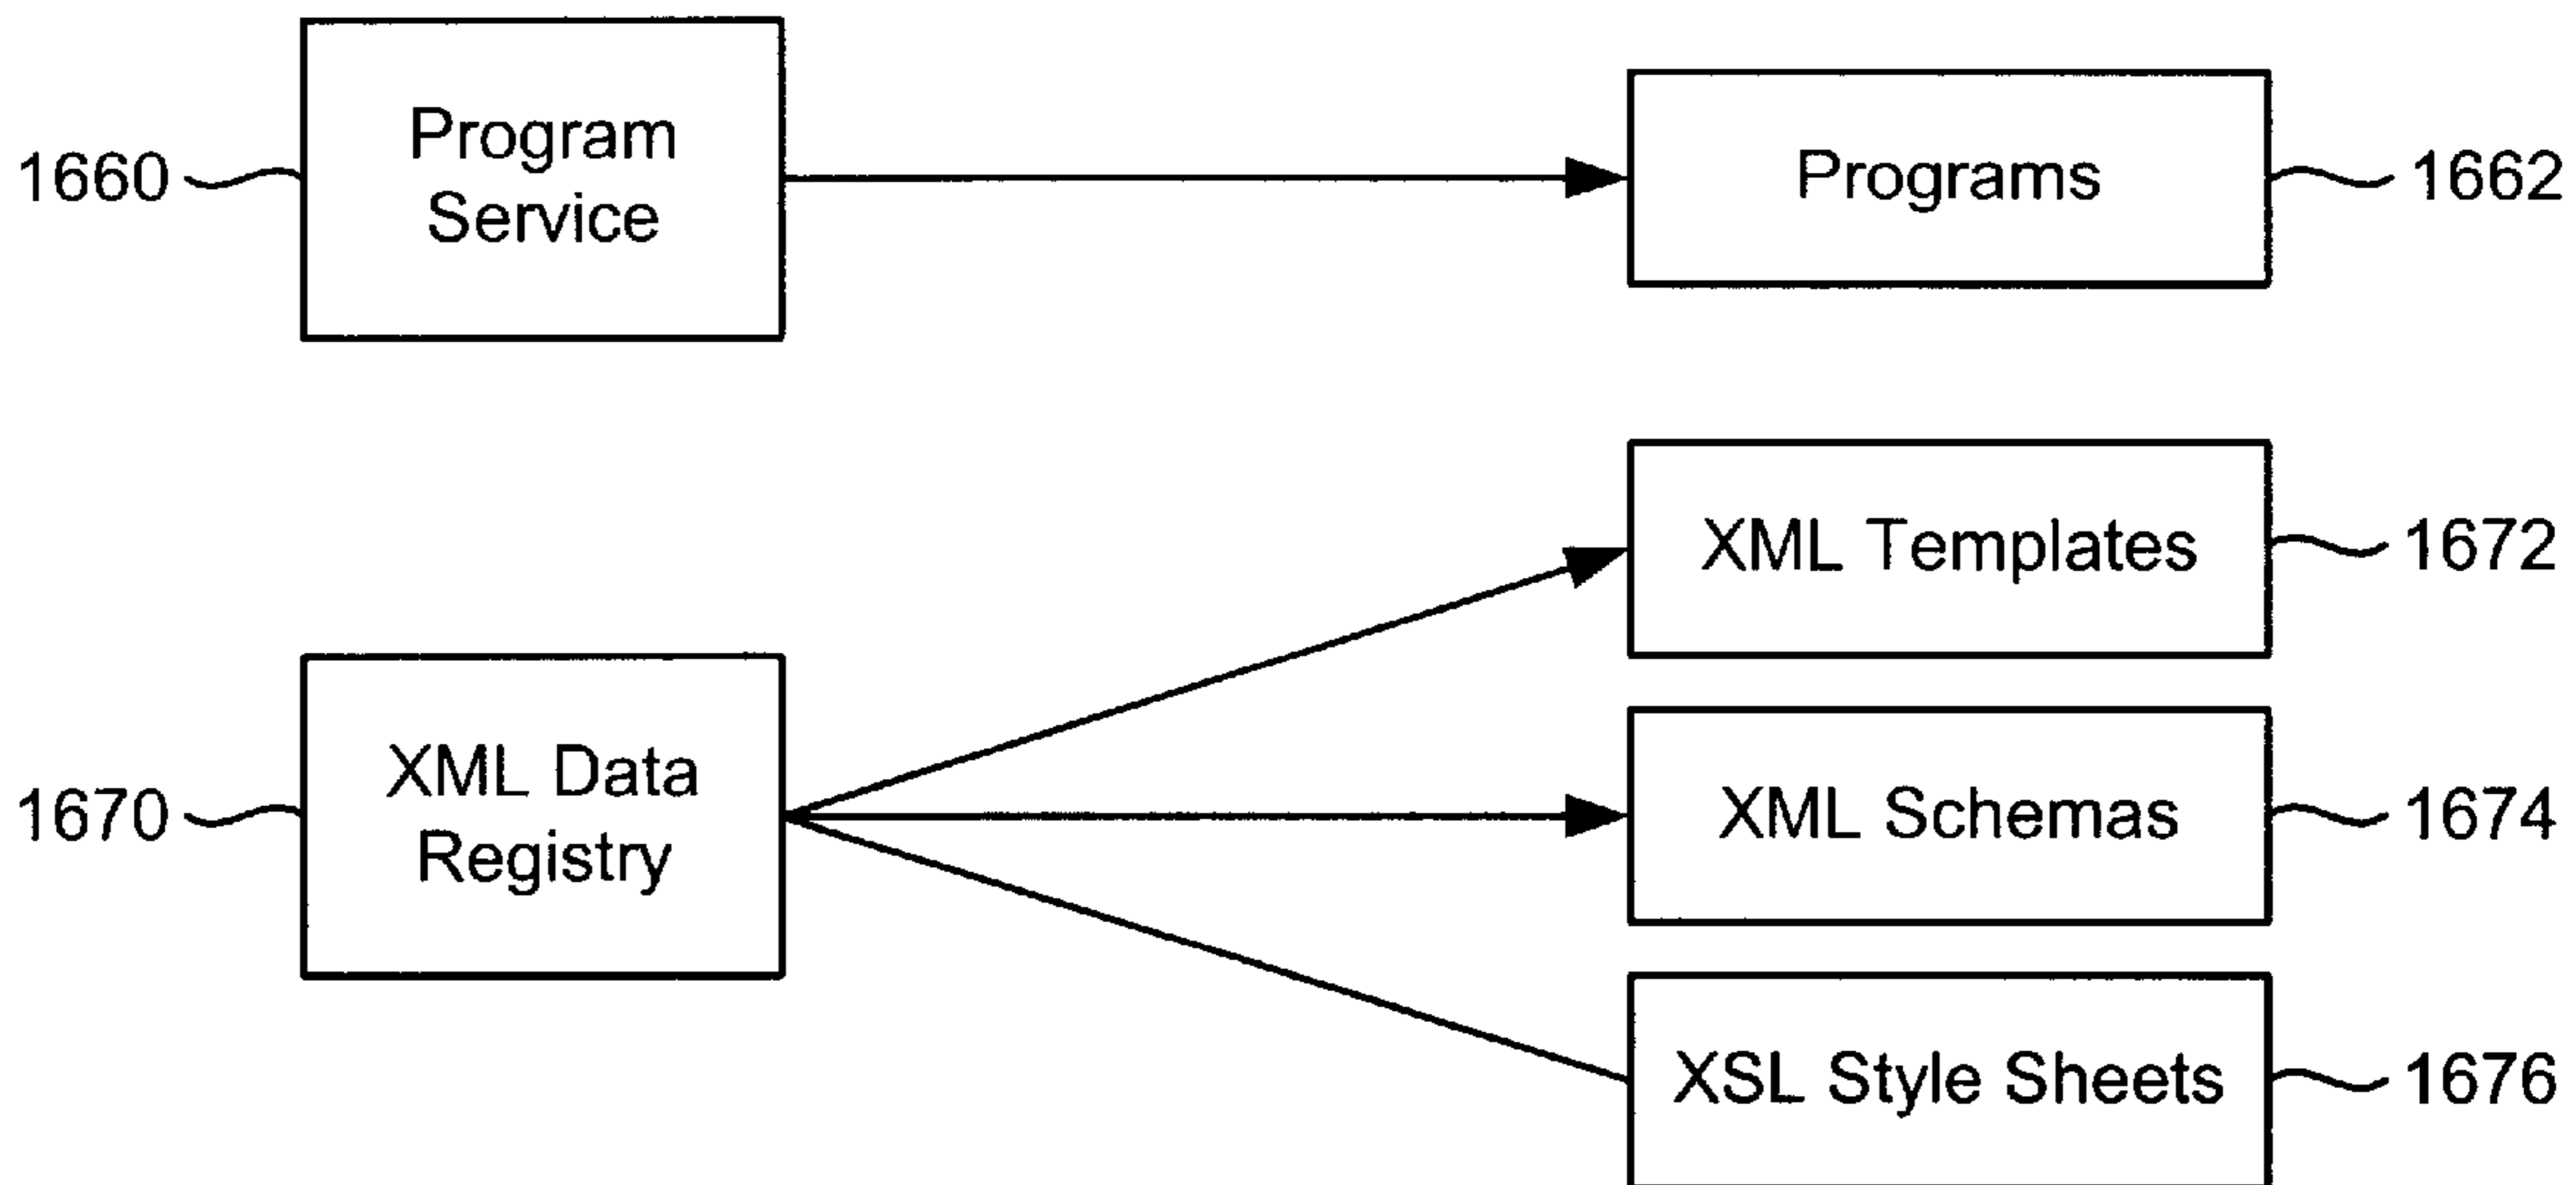 1660
Program
Service
Programs
1662
XML Templates
1672
1670
XML Data
Registry
XML Schemas
1674
XSL Style Sheets
1676